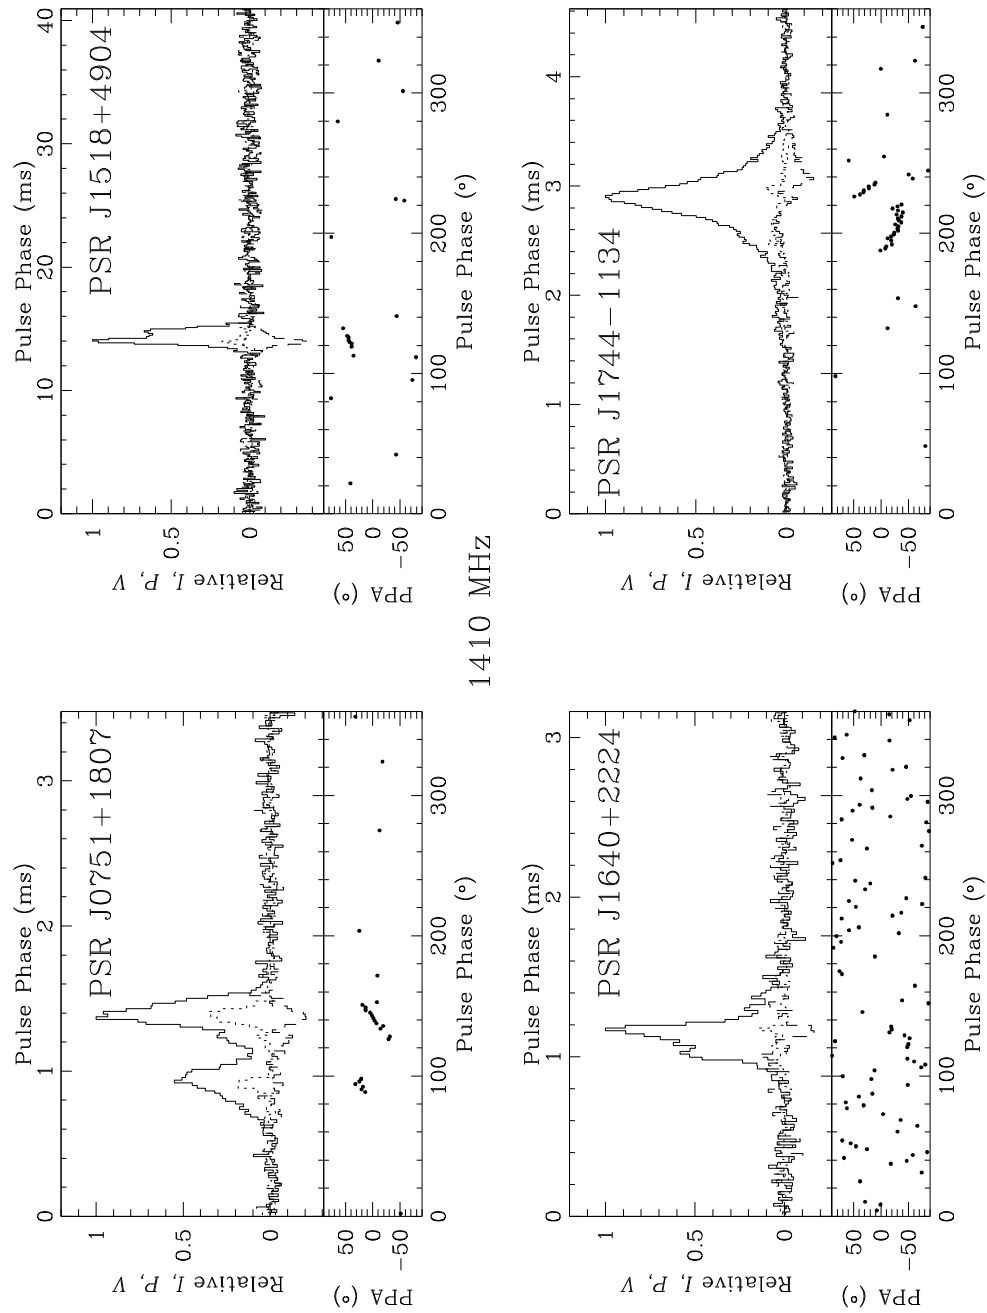 Pulse Phase (ms)
0 1 2 3
PSR J0751+1807
1
0.5
0
Relative I, P, V
50
0
−50
PPA (°)
0 100 200 300
Pulse Phase (°)
Pulse Phase (ms)
0 10 20 30 40
PSR J1518+4904
1
0.5
0
Relative I, P, V
50
0
−50
PPA (°)
0 100 200 300
Pulse Phase (°)
1410 MHz
Pulse Phase (ms)
0 1 2 3
PSR J1640+2224
1
0.5
0
Relative I, P, V
50
0
−50
PPA (°)
0 100 200 300
Pulse Phase (°)
Pulse Phase (ms)
0 1 2 3 4
PSR J1744−1134
1
0.5
0
Relative I, P, V
50
0
−50
PPA (°)
0 100 200 300
Pulse Phase (°)